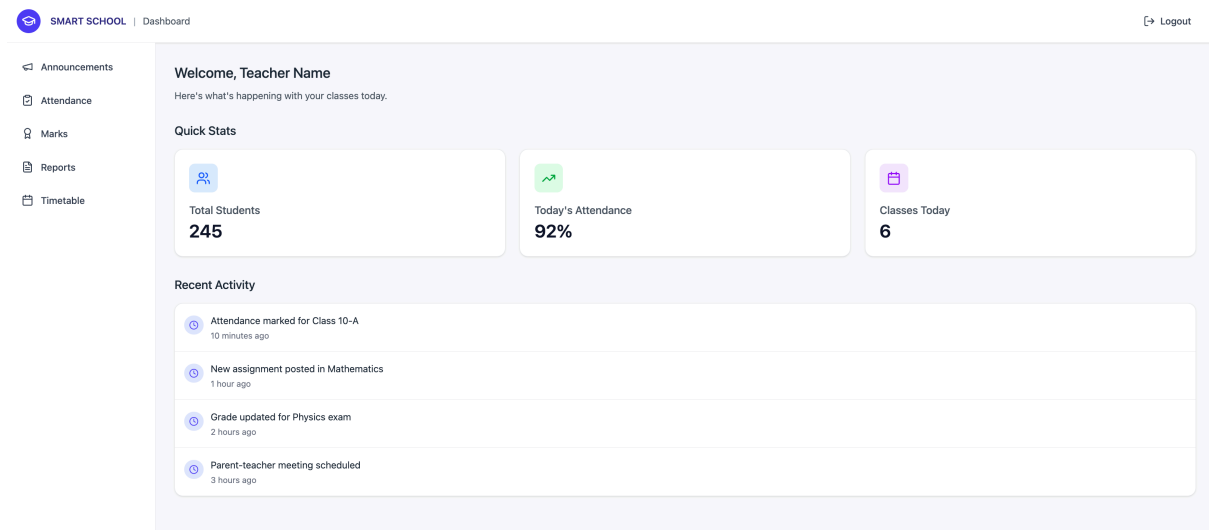 SMART SCHOOL | Dashboard
Logout
Announcements
Attendance
Marks
Reports
Timetable
Welcome, Teacher Name
Here's what's happening with your classes today.
Quick Stats
Total Students
245
Today's Attendance
92%
Classes Today
6
Recent Activity
Attendance marked for Class 10-A
10 minutes ago
New assignment posted in Mathematics
1 hour ago
Grade updated for Physics exam
2 hours ago
Parent-teacher meeting scheduled
3 hours ago